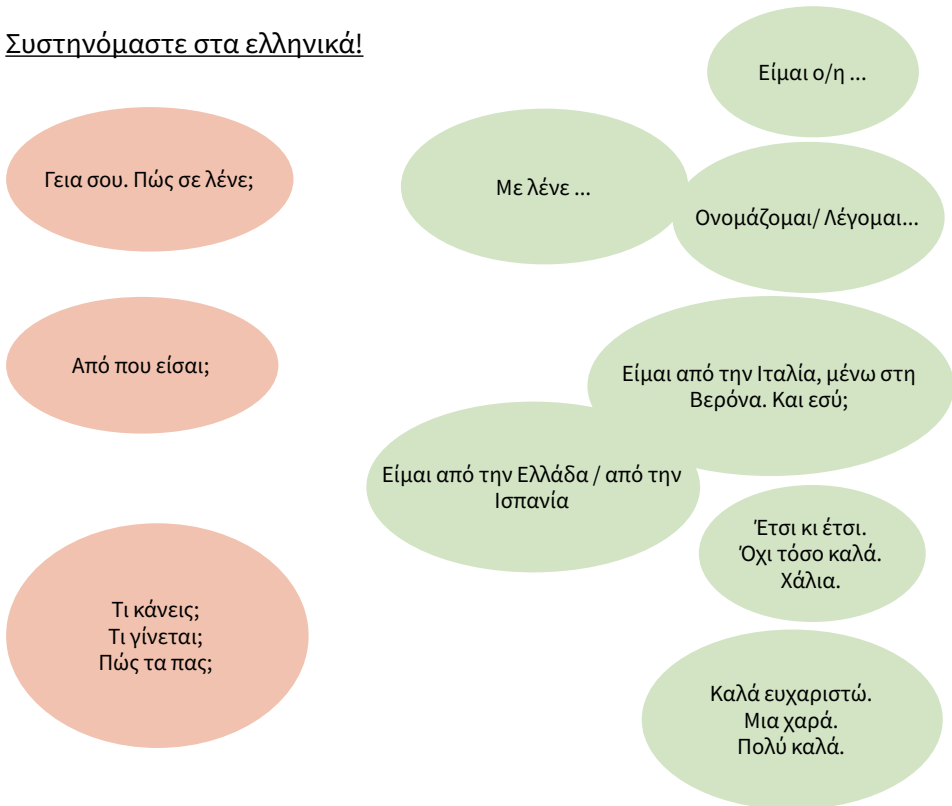 Συστηνόμαστε στα ελληνικά!
Είμαι ο/η ...
Γεια σου. Πώς σε λένε;
Με λένε ...
Ονομάζομαι/ Λέγομαι...
Από που είσαι;
Είμαι από την Ιταλία, μένω στη
Βερόνα. Και εσύ;
Είμαι από την Ελλάδα / από την
Ισπανία
Έτσι κι έτσι.
Όχι τόσο καλά.
Χάλια.
Τι κάνεις;
Τι γίνεται;
Πώς τα πας;
Καλά ευχαριστώ.
Μια χαρά.
Πολύ καλά.